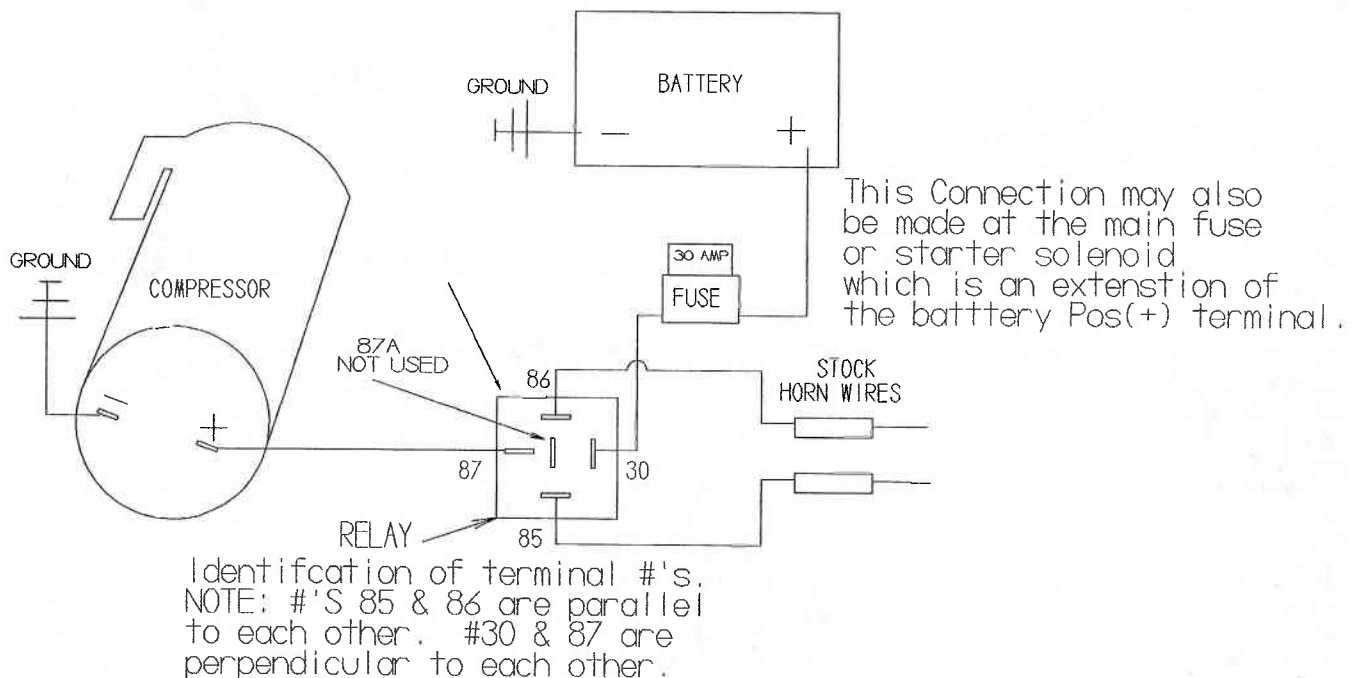 GROUND
BATTERY
-
+
This Connection may also
be made at the main fuse
or starter solenoid
which is an extenstion of
the batttery Pos(+) terminal.
30 AMP
FUSE
GROUND
COMPRESSOR
87A
NOT USED
86
STOCK
HORN WIRES
-
+
87
30
85
RELAY
Identifcation of terminal #'s.
NOTE: #'S 85 & 86 are parallel
to each other. #30 & 87 are
perpendicular to each other.